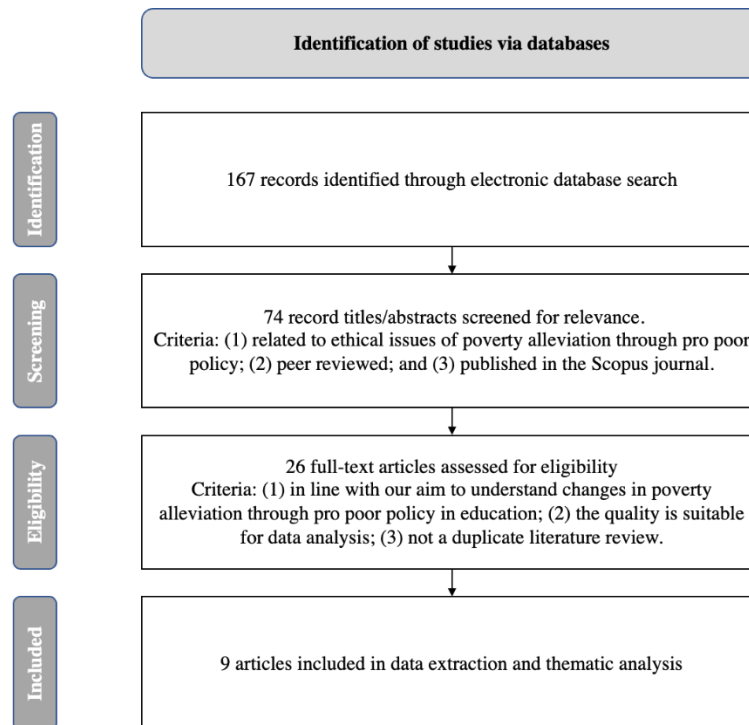 Identification of studies via databases
Identification
167 records identified through electronic database search
Screening
74 record titles/abstracts screened for relevance.
Criteria: (1) related to ethical issues of poverty alleviation through pro poor
policy; (2) peer reviewed; and (3) published in the Scopus journal.
Eligibility
26 full-text articles assessed for eligibility
Criteria: (1) in line with our aim to understand changes in poverty
alleviation through pro poor policy in education; (2) the quality is suitable
for data analysis; (3) not a duplicate literature review.
Included
9 articles included in data extraction and thematic analysis